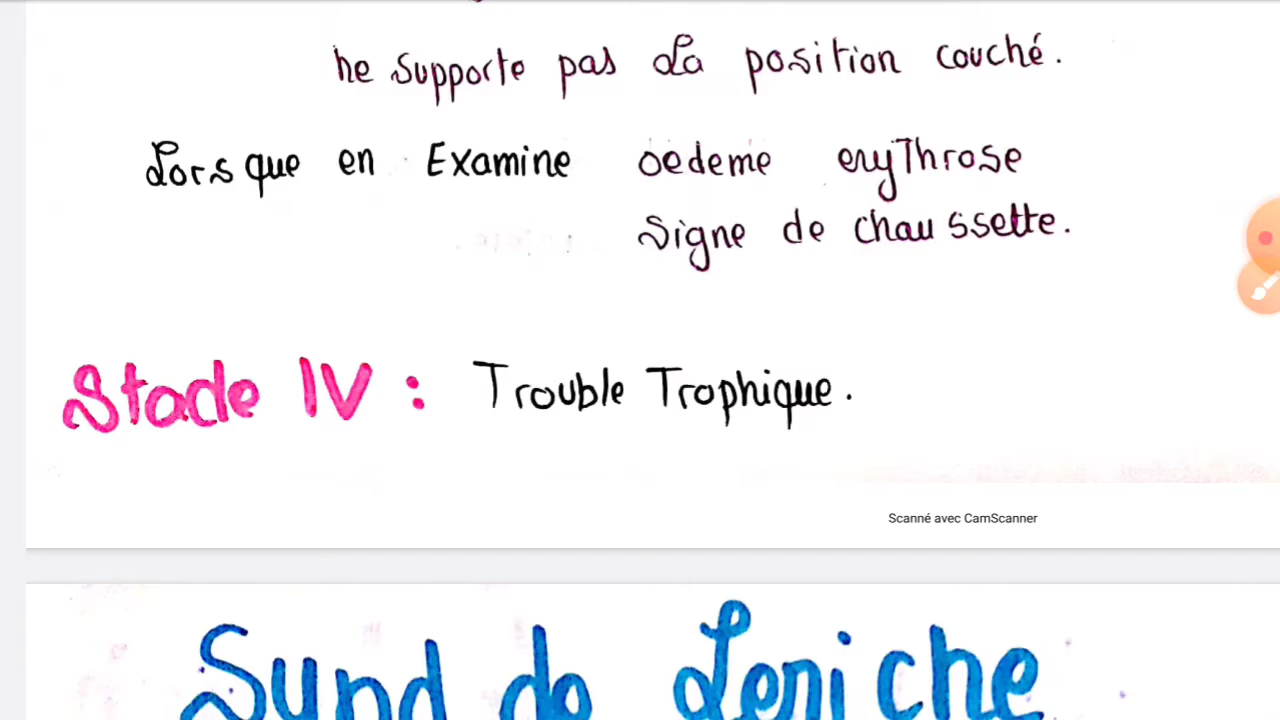 ne supporte pas la position couché.
Lorsque en Examine oedeme erythrose
Signe de chaussette.
Stade IV : Trouble Trophique.
Scanné avec CamScanner
Synd de Leriche